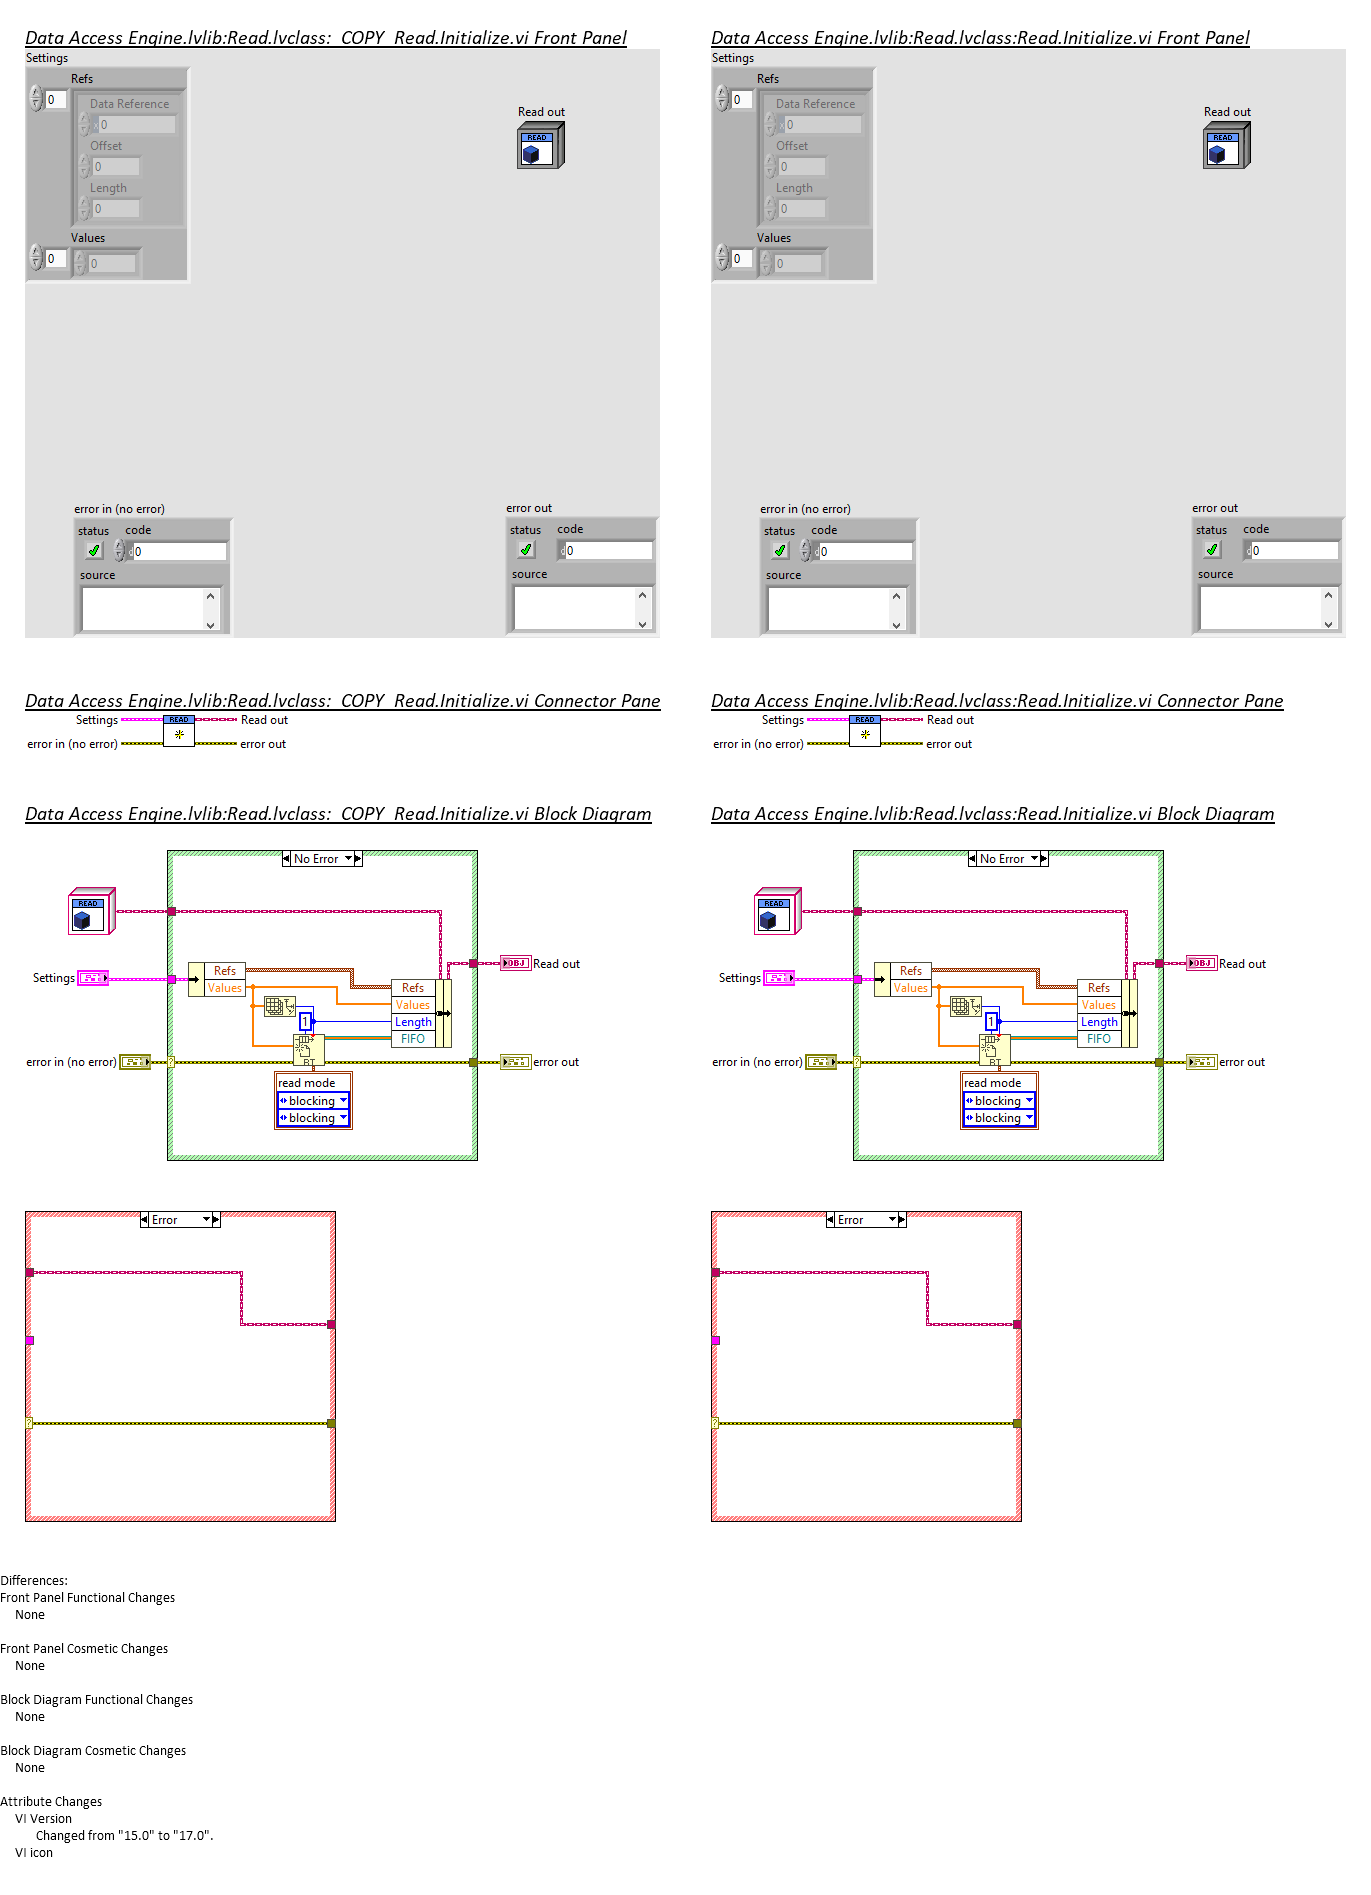 Data Access Engine.lvlib:Read.lvclass:_COPY_Read.Initialize.vi Front Panel
Settings
Refs
0
Data Reference
x 0
Offset
0
Length
0
Values
0
0
Read out
READ
error in (no error)
status code
d 0
source
error out
status code
d 0
source
Data Access Engine.lvlib:Read.lvclass:Read.Initialize.vi Front Panel
Settings
Refs
0
Data Reference
x 0
Offset
0
Length
0
Values
0
0
Read out
READ
error in (no error)
status code
d 0
source
error out
status code
d 0
source
Data Access Engine.lvlib:Read.lvclass:_COPY_Read.Initialize.vi Connector Pane
Settings READ Read out
error in (no error) error out
Data Access Engine.lvlib:Read.lvclass:Read.Initialize.vi Connector Pane
Settings READ Read out
error in (no error) error out
Data Access Engine.lvlib:Read.lvclass:_COPY_Read.Initialize.vi Block Diagram
No Error
READ
Settings
Refs
Values
1
Refs
Values
Length
FIFO
OBJ Read out
error in (no error)
?
RT
error out
read mode
blocking
blocking
Error
?
Data Access Engine.lvlib:Read.lvclass:Read.Initialize.vi Block Diagram
No Error
READ
Settings
Refs
Values
1
Refs
Values
Length
FIFO
OBJ Read out
error in (no error)
?
RT
error out
read mode
blocking
blocking
Error
?
Differences:
Front Panel Functional Changes
None
Front Panel Cosmetic Changes
None
Block Diagram Functional Changes
None
Block Diagram Cosmetic Changes
None
Attribute Changes
VI Version
Changed from "15.0" to "17.0".
VI icon